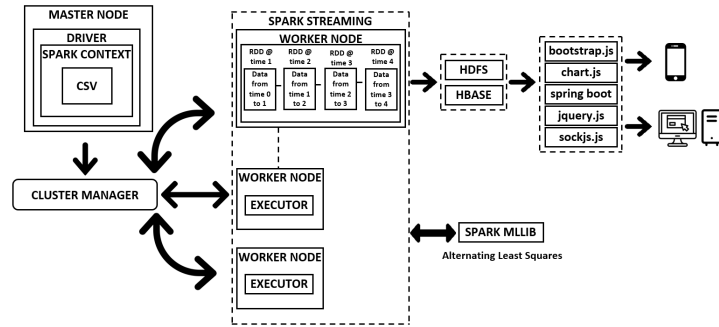 MASTER NODE
DRIVER
SPARK CONTEXT
CSV
CLUSTER MANAGER
SPARK STREAMING
WORKER NODE
RDD @ time 1
RDD @ time 2
RDD @ time 3
RDD @ time 4
Data from time 0 to 1
Data from time 1 to 2
Data from time 2 to 3
Data from time 3 to 4
WORKER NODE
EXECUTOR
WORKER NODE
EXECUTOR
HDFS
HBASE
bootstrap.js
chart.js
spring boot
jquery.js
sockjs.js
SPARK MLLIB
Alternating Least Squares